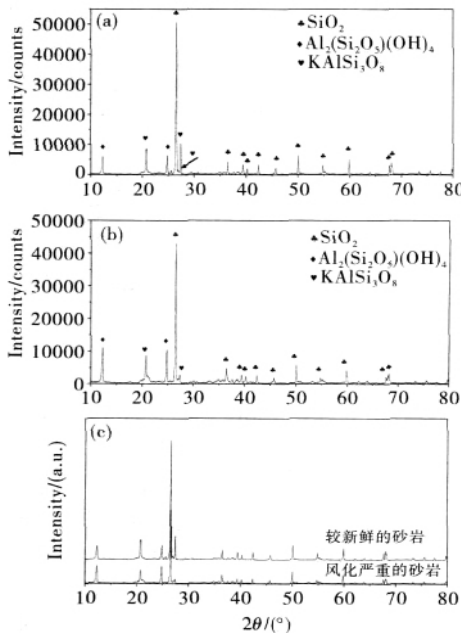 (a)
♠SiO₂
♦Al₂(Si₂O₅)(OH)₄
♥KAlSi₃O₈
Intensity/counts
50000
40000
30000
20000
10000
0
10 20 30 40 50 60 70 80
(b)
♠SiO₂
♦Al₂(Si₂O₅)(OH)₄
♥KAlSi₃O₈
Intensity/counts
50000
40000
30000
20000
10000
0
10 20 30 40 50 60 70 80
(c)
Intensity/(a.u.)
较新鲜的砂岩
风化严重的砂岩
10 20 30 40 50 60 70 80
2θ/(°)